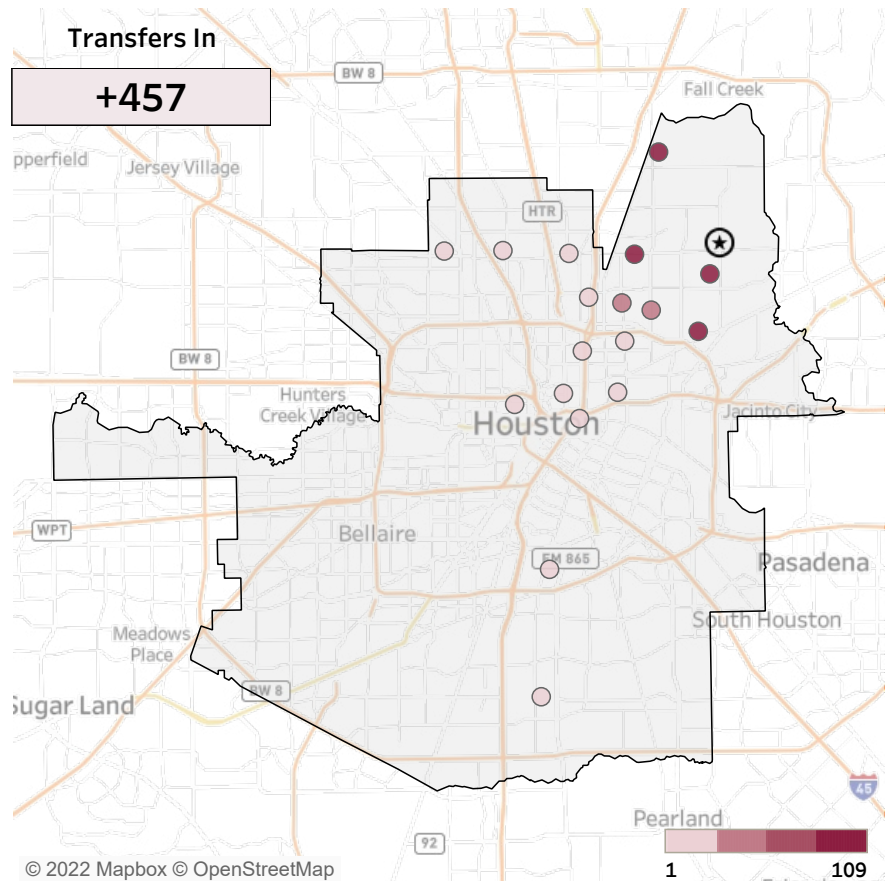 Transfers In
+457
BW 8
Fall Creek
pperfield
Jersey Village
HTR
BW 8
Hunters
Creek Village
Jacinto City
Houston
WPT
Bellaire
FM 865
Pasadena
South Houston
Meadows
Place
BW 8
Sugar Land
45
Pearland
92
1
109
© 2022 Mapbox © OpenStreetMap